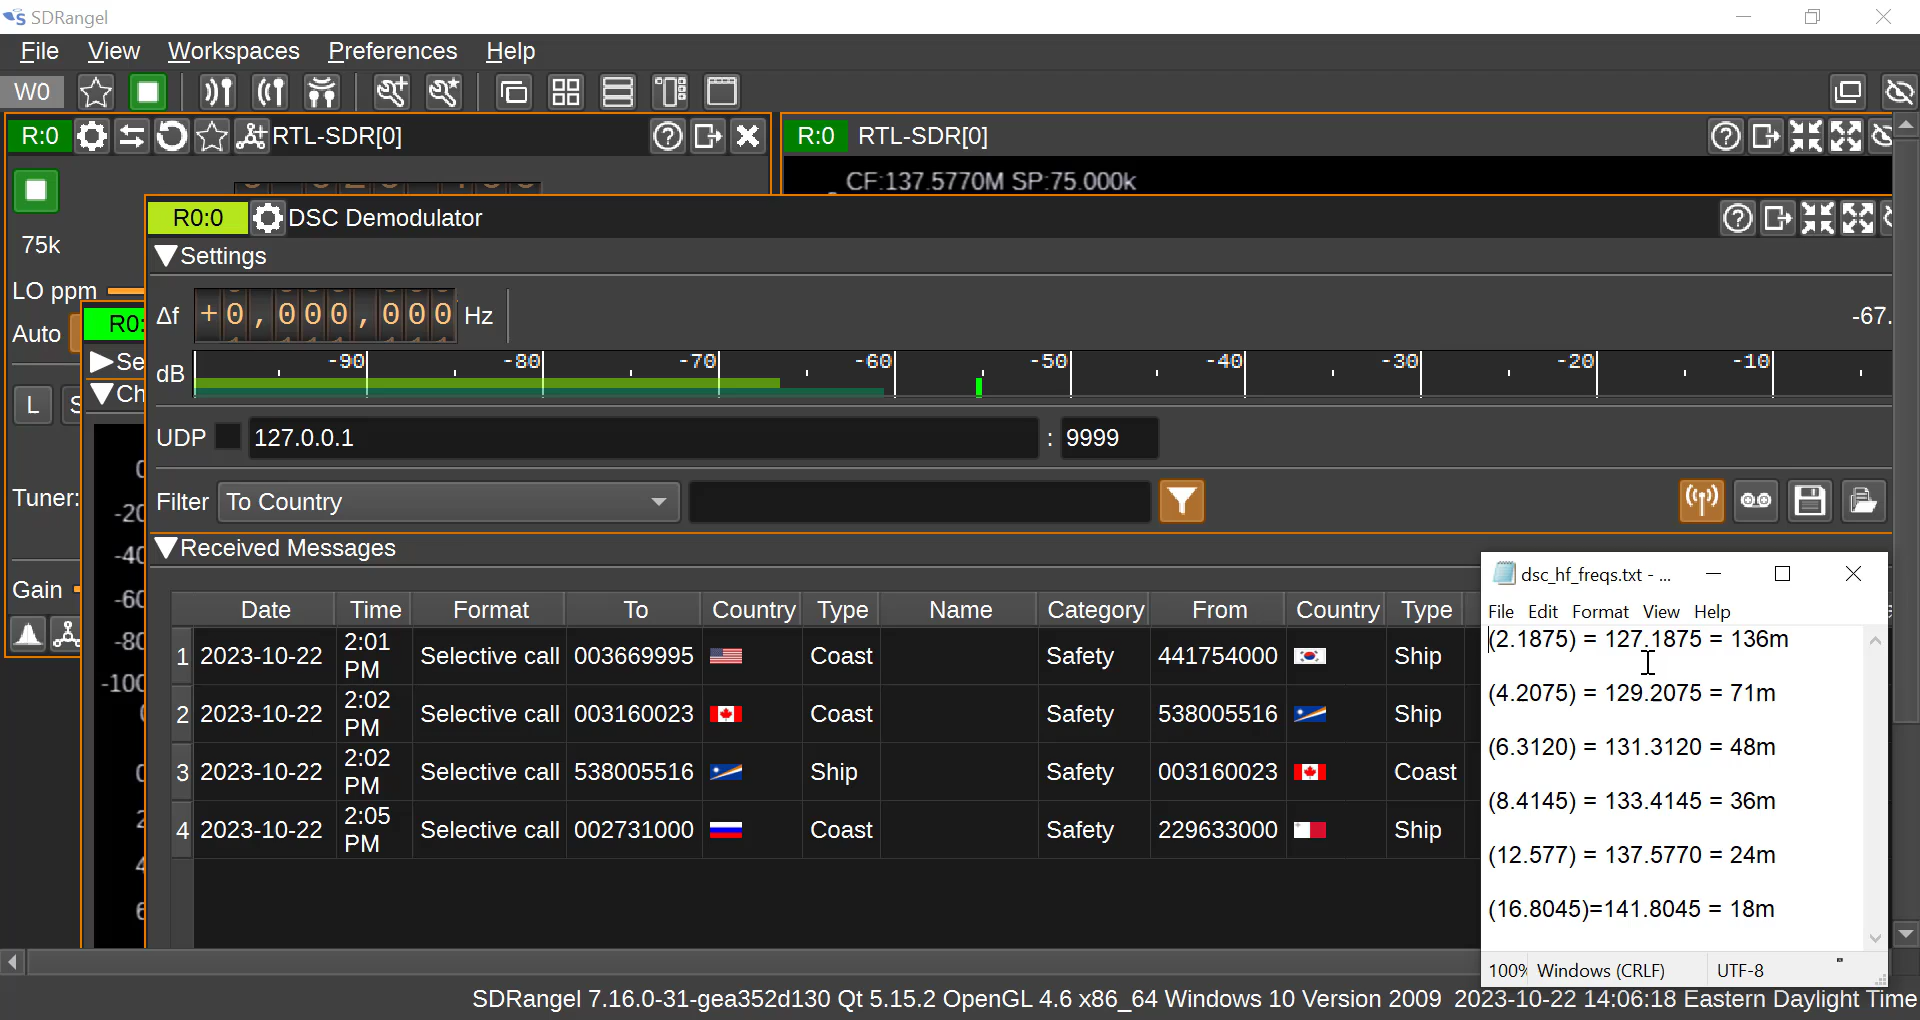 SDRangel
File View Workspaces Preferences Help
W0
R:0 RTL-SDR[0]
R:0 RTL-SDR[0]
CF:137.5770M SP:75.000k
R0:0 DSC Demodulator
75k
Settings
LO ppm
Δf +0,000,000 Hz
-67.
R0:
Auto
Se
dB -90 -80 -70 -60 -50 -40 -30 -20 -10
Ch
L S
UDP 127.0.0.1 : 9999
Tuner:
Filter To Country
-20
-40
Received Messages
Gain
-60
-80
-100
Date Time Format To Country Type Name Category From Country Type
1 2023-10-22 2:01 PM Selective call 003669995 Coast Safety 441754000 Ship
2 2023-10-22 2:02 PM Selective call 003160023 Coast Safety 538005516 Ship
3 2023-10-22 2:02 PM Selective call 538005516 Ship Safety 003160023 Coast
4 2023-10-22 2:05 PM Selective call 002731000 Coast Safety 229633000 Ship
dsc_hf_freqs.txt - ...
File Edit Format View Help
(2.1875) = 127.1875 = 136m
(4.2075) = 129.2075 = 71m
(6.3120) = 131.3120 = 48m
(8.4145) = 133.4145 = 36m
(12.577) = 137.5770 = 24m
(16.8045)=141.8045 = 18m
100% Windows (CRLF) UTF-8
SDRangel 7.16.0-31-gea352d130 Qt 5.15.2 OpenGL 4.6 x86_64 Windows 10 Version 2009 2023-10-22 14:06:18 Eastern Daylight Time